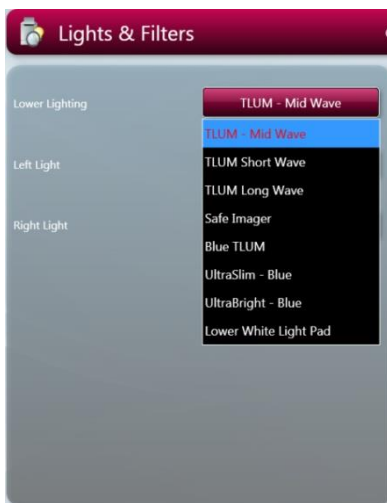 Lights & Filters
Lower Lighting
TLUM - Mid Wave
TLUM - Mid Wave
TLUM Short Wave
Left Light
TLUM Long Wave
Safe Imager
Right Light
Blue TLUM
UltraSlim - Blue
UltraBright - Blue
Lower White Light Pad